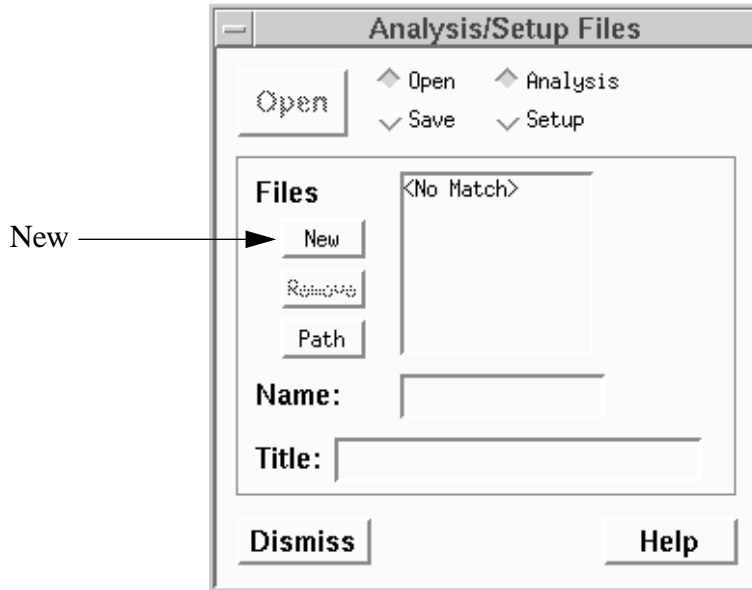 Analysis/Setup Files
Open
Open Analysis
Save Setup
Files
<No Match>
New
New
Remove
Path
Name:
Title:
Dismiss Help